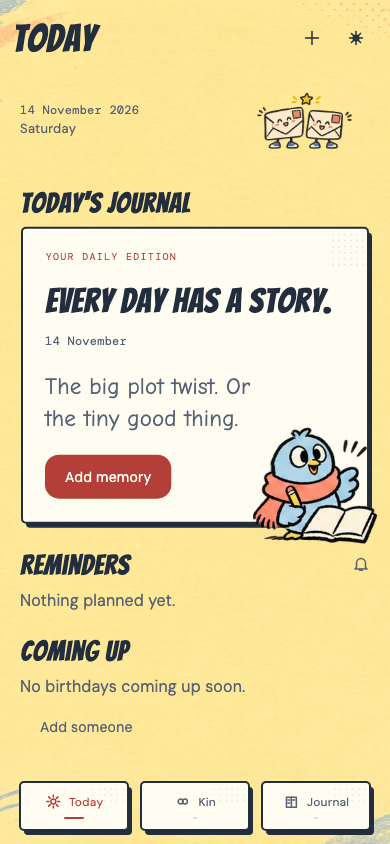 TODAY
14 November 2026
Saturday
TODAY'S JOURNAL
YOUR DAILY EDITION
EVERY DAY HAS A STORY.
14 November
The big plot twist. Or
the tiny good thing.
Add memory
REMINDERS
Nothing planned yet.
COMING UP
No birthdays coming up soon.
Add someone
Today
Kin
Journal